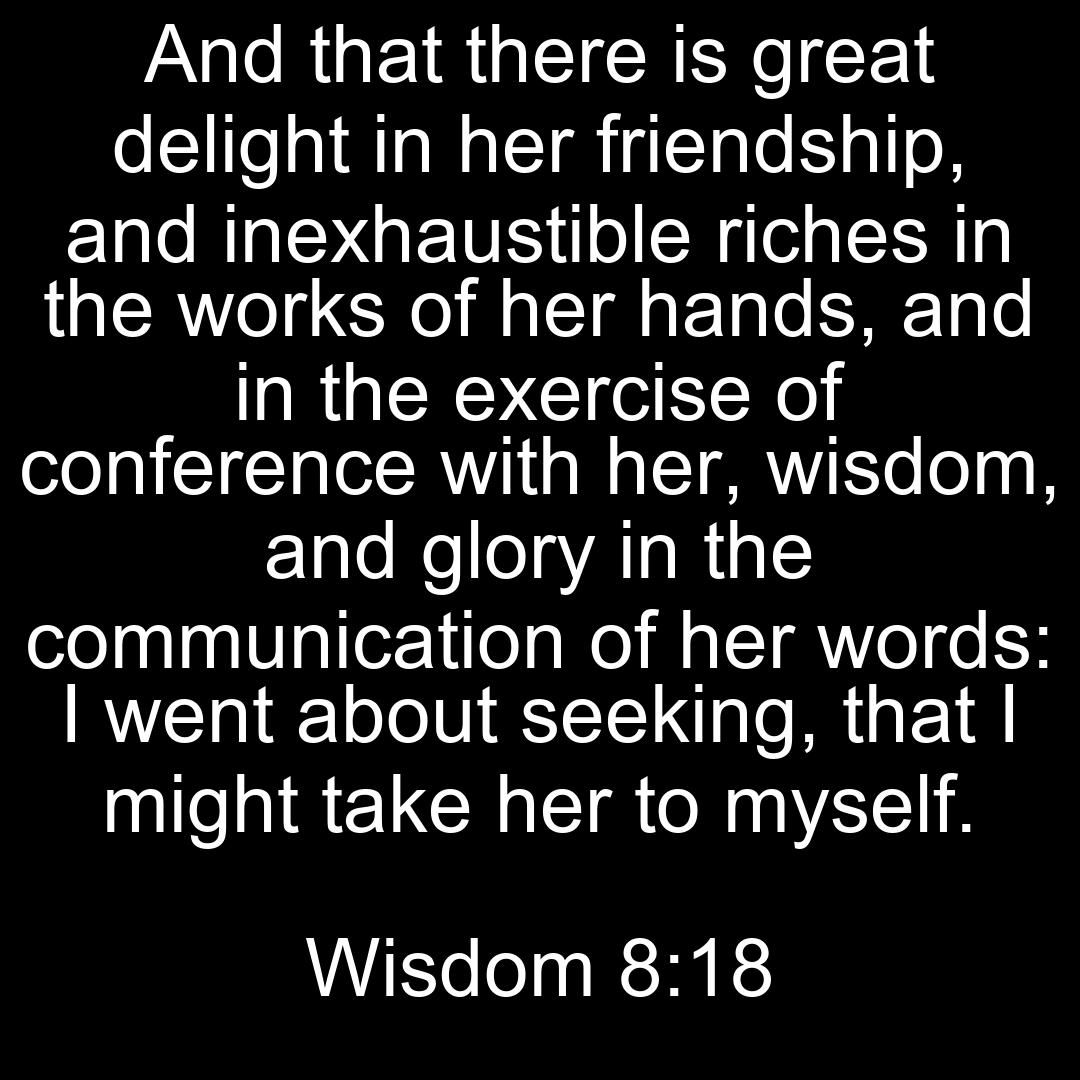 And that there is great
delight in her friendship,
and inexhaustible riches in
the works of her hands, and
in the exercise of
conference with her, wisdom,
and glory in the
communication of her words:
I went about seeking, that I
might take her to myself.
Wisdom 8:18